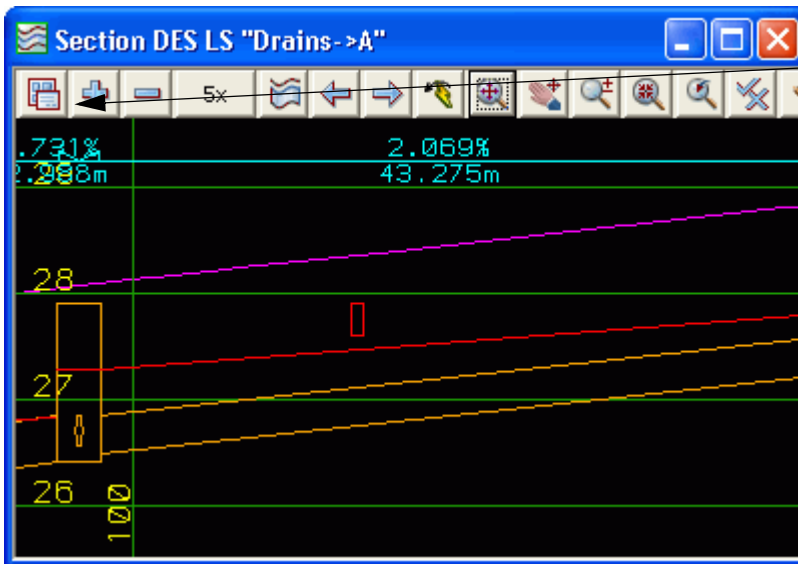 Section DES LS "Drains->A"
5x
.731% 2.069%
43.275m
28
27
26
100